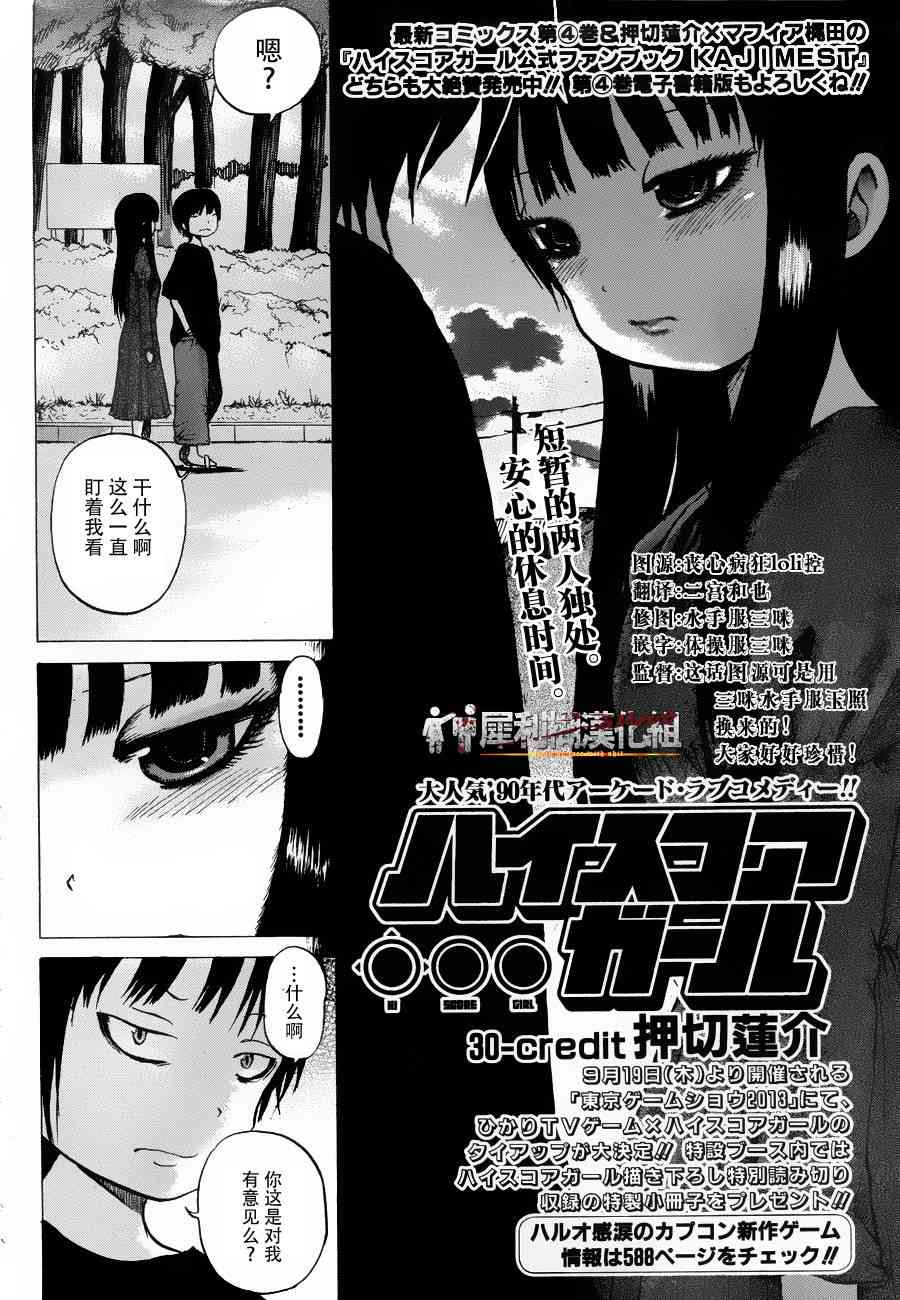 最新コミックス第④巻&押切蓮介×マフィア梶田の
『ハイスコアガール公式ファンブック KAJIMEST』
どちらも大絶賛発売中!! 第④巻電子書籍版もよろしくね!!
短暂的两人独处。
安心的休息时间。
图源:丧心病狂loli控
翻译:二宫和也
修图:水手服三咪
嵌字:体操服三咪
监督:这话图源可是用
三咪水手服玉照
换来的!
大家好好珍惜!
犀利
漢化組
大人気'90年代アーケード・ラブコメディー!!
ハイスコア
ガール
HI SCORE GIRL
30-credit 押切蓮介
9月19日(木)より開催される
「東京ゲームショウ2013」にて、
ひかりTVゲーム×ハイスコアガールの
タイアップが大決定!! 特設ブース内では
ハイスコアガール描き下ろし特別読み切り
収録の特製小冊子をプレゼント!!
ハルオ感涙のカプコン新作ゲーム
情報は588ページをチェック!!
嗯?
干什么啊
这么一直
盯着我看
………
…什么啊
你这是对我
有意见么?